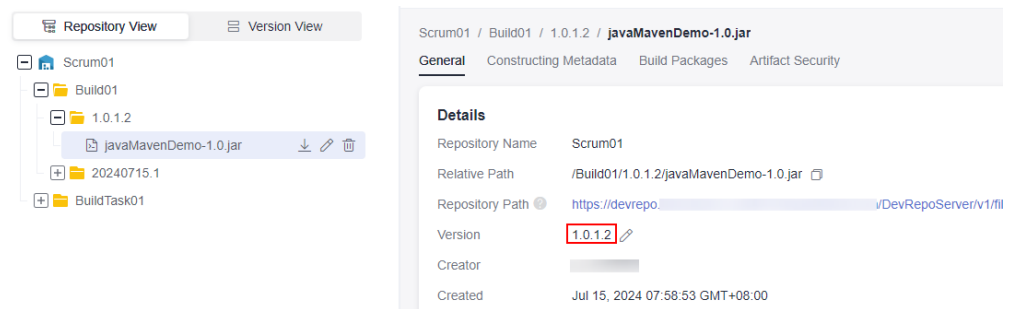 Repository View
Version View
Scrum01
Build01
1.0.1.2
javaMavenDemo-1.0.jar
20240715.1
BuildTask01
Scrum01 / Build01 / 1.0.1.2 / javaMavenDemo-1.0.jar
General Constructing Metadata Build Packages Artifact Security
Details
Repository Name Scrum01
Relative Path /Build01/1.0.1.2/javaMavenDemo-1.0.jar
Repository Path https://devrepo. /DevRepoServer/v1/fil
Version 1.0.1.2
Creator
Created Jul 15, 2024 07:58:53 GMT+08:00